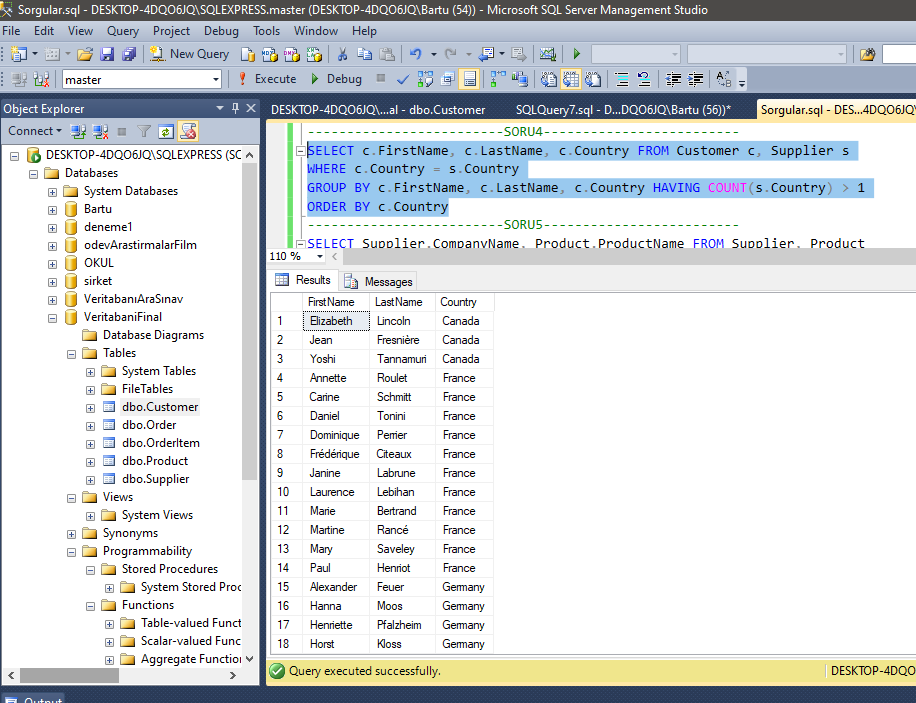 Sorgular.sql - DESKTOP-4DQO6JQ\SQLEXPRESS.master (DESKTOP-4DQO6JQ\Bartu (54)) - Microsoft SQL Server Management Studio
File Edit View Query Project Debug Tools Window Help
New Query
master Execute Debug
Object Explorer
Connect
DESKTOP-4DQO6JQ\SQLEXPRESS (SC
Databases
System Databases
Bartu
deneme1
odevArastirmalarFilm
OKUL
sirket
VeritabanıAraSınav
VeritabaniFinal
Database Diagrams
Tables
System Tables
FileTables
dbo.Customer
dbo.Order
dbo.OrderItem
dbo.Product
dbo.Supplier
Views
System Views
Synonyms
Programmability
Stored Procedures
System Stored Proc
Functions
Table-valued Funct
Scalar-valued Func
Aggregate Function
DESKTOP-4DQO6JQ\...al - dbo.Customer SQLQuery7.sql - D...DQO6JQ\Bartu (56))* Sorgular.sql - DES...4DQO6JQ\
-------------------------SORU4-------------------------
SELECT c.FirstName, c.LastName, c.Country FROM Customer c, Supplier s
WHERE c.Country = s.Country
GROUP BY c.FirstName, c.LastName, c.Country HAVING COUNT(s.Country) > 1
ORDER BY c.Country
-------------------------SORU5-------------------------
SELECT Supplier.CompanyName, Product.ProductName FROM Supplier, Product
110 %
Results Messages
FirstName LastName Country
1 Elizabeth Lincoln Canada
2 Jean Fresnière Canada
3 Yoshi Tannamuri Canada
4 Annette Roulet France
5 Carine Schmitt France
6 Daniel Tonini France
7 Dominique Perrier France
8 Frédérique Citeaux France
9 Janine Labrune France
10 Laurence Lebihan France
11 Marie Bertrand France
12 Martine Rancé France
13 Mary Saveley France
14 Paul Henriot France
15 Alexander Feuer Germany
16 Hanna Moos Germany
17 Henriette Pfalzheim Germany
18 Horst Kloss Germany
Query executed successfully. DESKTOP-4DQO
Output